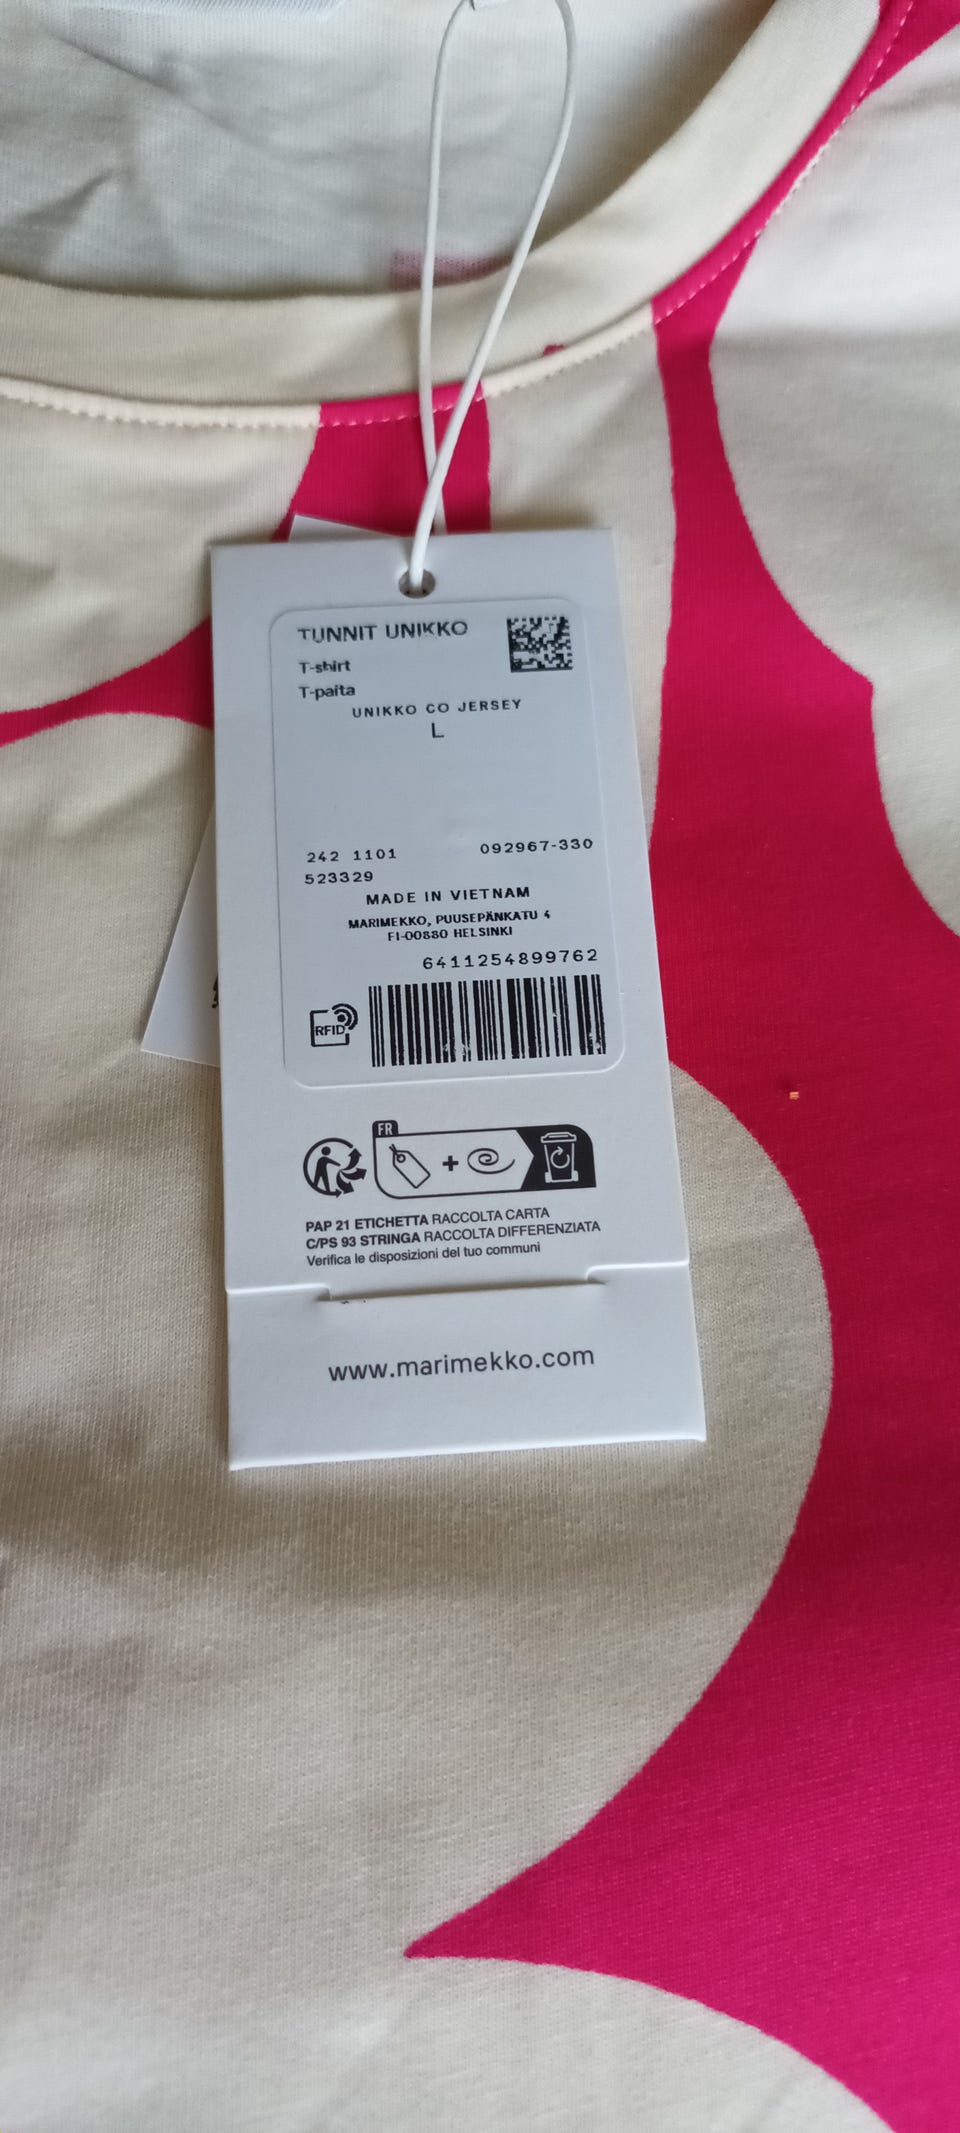 TUNNIT UNIKKO
T-shirt
T-paita
UNIKKO CO JERSEY
L
242 1101 092967-330
523329
MADE IN VIETNAM
MARIMEKKO, PUUSEPÄNKATU 4
FI-00880 HELSINKI
6411254899762
RFID
FR
PAP 21 ETICHETTA RACCOLTA CARTA
C/PS 93 STRINGA RACCOLTA DIFFERENZIATA
Verifica le disposizioni del tuo communi
www.marimekko.com